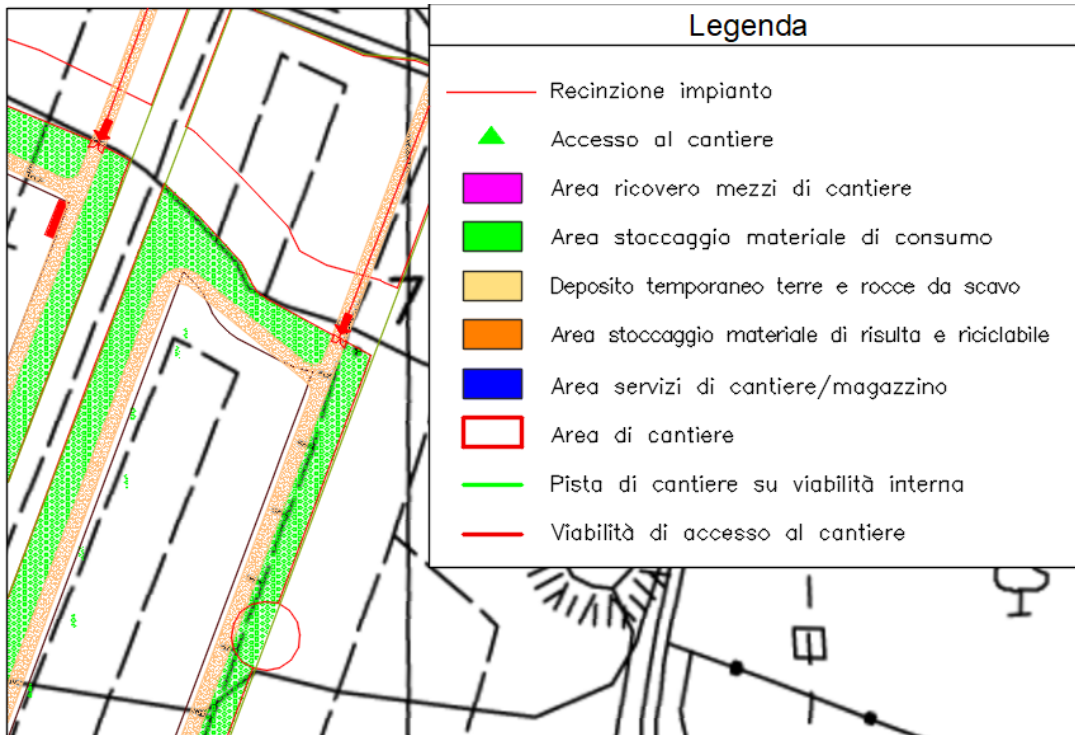 Legenda
Recinzione impianto
Accesso al cantiere
Area ricovero mezzi di cantiere
Area stoccaggio materiale di consumo
Deposito temporaneo terre e rocce da scavo
Area stoccaggio materiale di risulta e riciclabile
Area servizi di cantiere/magazzino
Area di cantiere
Pista di cantiere su viabilità interna
Viabilità di accesso al cantiere